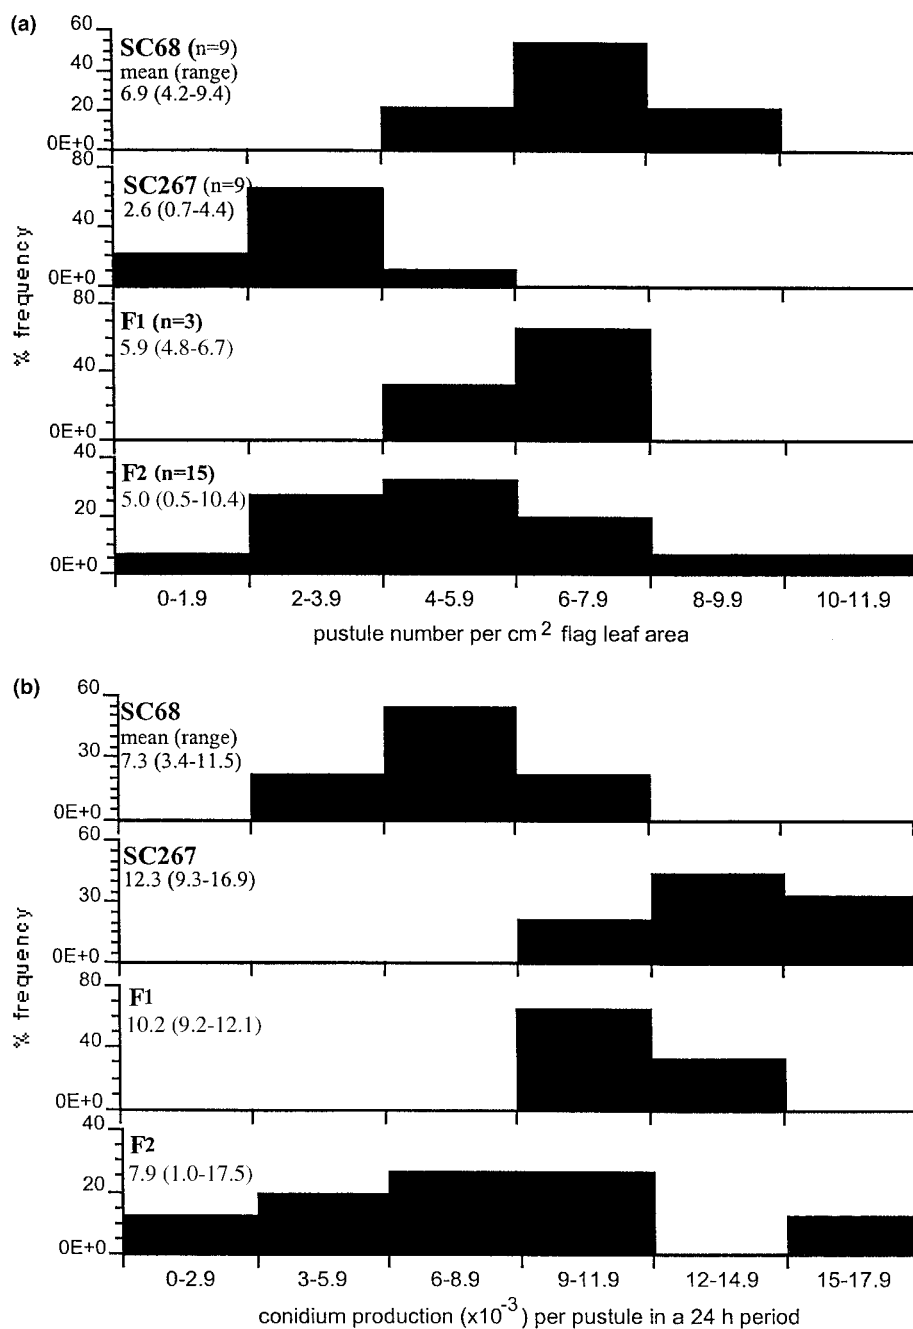 (a)
60
40
20
0E+0
SC68 (n=9)
mean (range)
6.9 (4.2-9.4)
80
40
0E+0
SC267 (n=9)
2.6 (0.7-4.4)
80
40
0E+0
F1 (n=3)
5.9 (4.8-6.7)
40
20
0E+0
F2 (n=15)
5.0 (0.5-10.4)
% frequency
0-1.9 2-3.9 4-5.9 6-7.9 8-9.9 10-11.9
pustule number per cm² flag leaf area
(b)
60
30
0E+0
SC68
mean (range)
7.3 (3.4-11.5)
60
30
0E+0
SC267
12.3 (9.3-16.9)
80
40
0E+0
F1
10.2 (9.2-12.1)
40
20
0E+0
F2
7.9 (1.0-17.5)
% frequency
0-2.9 3-5.9 6-8.9 9-11.9 12-14.9 15-17.9
conidium production (x10⁻³) per pustule in a 24 h period